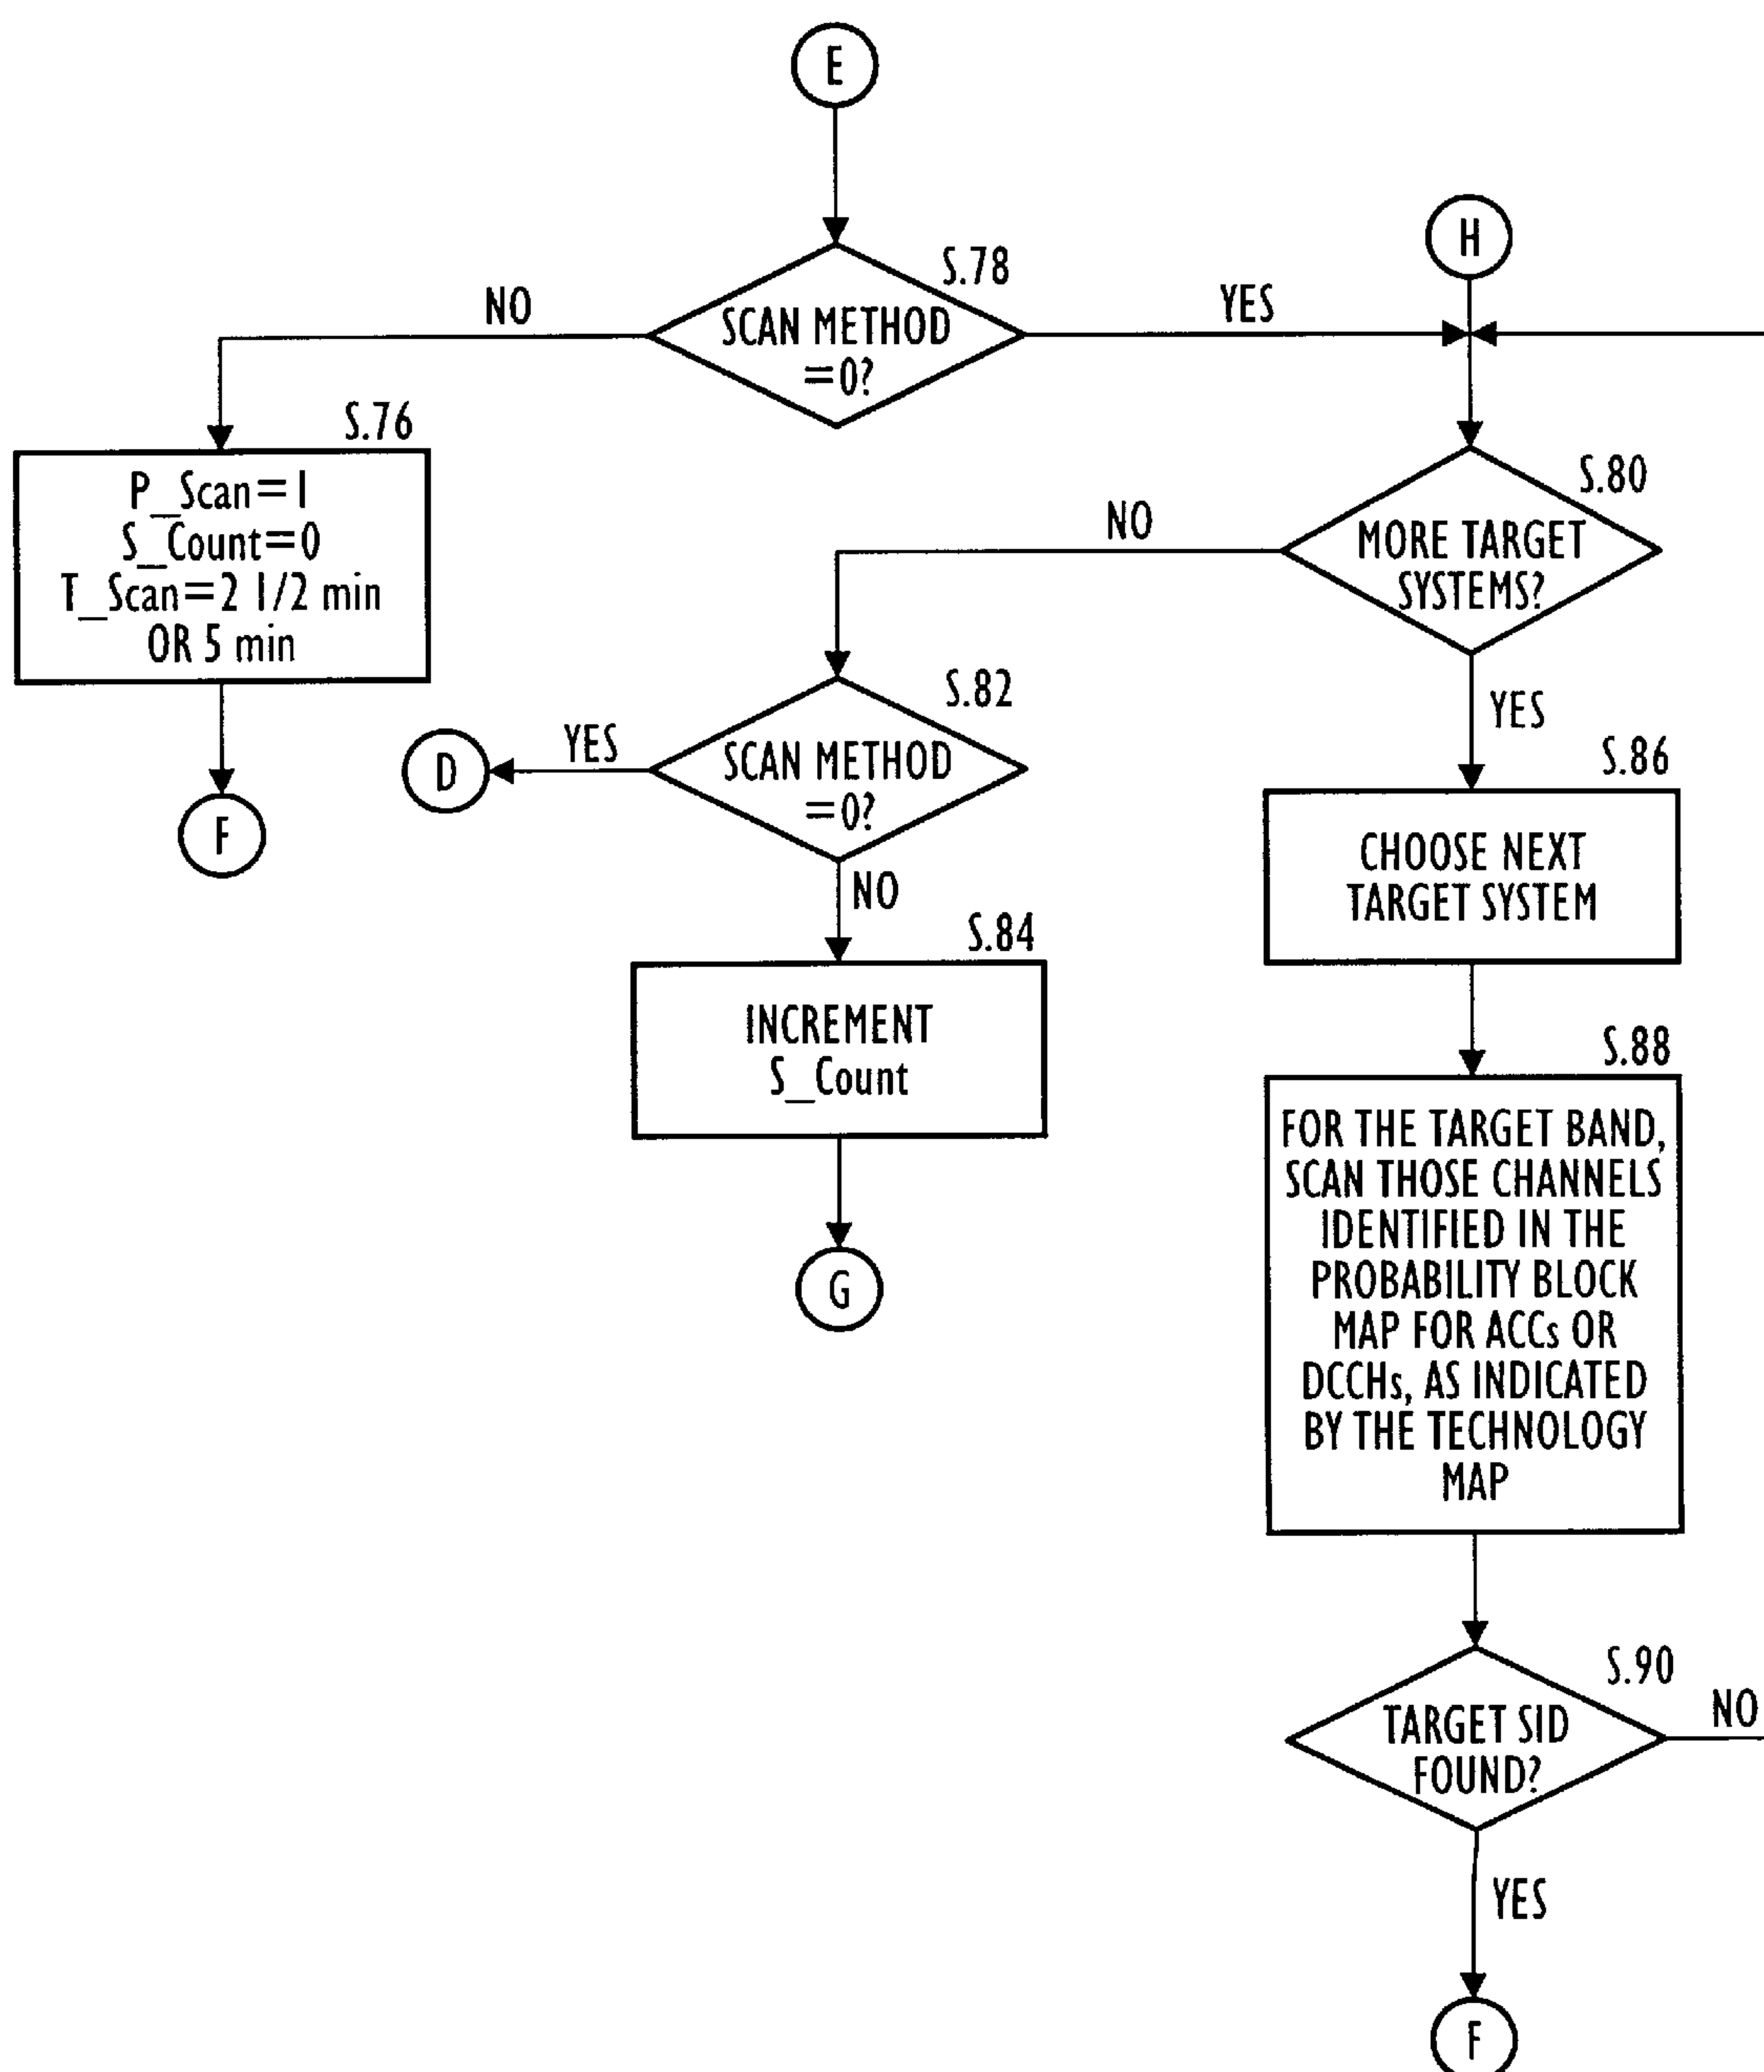 E
S.78
SCAN METHOD
=0?
NO
YES
H
S.76
P_Scan=1
S_Count=0
T_Scan=2 1/2 min
OR 5 min
F
S.80
MORE TARGET
SYSTEMS?
NO
YES
S.82
SCAN METHOD
=0?
YES
D
NO
S.84
INCREMENT
S_Count
G
S.86
CHOOSE NEXT
TARGET SYSTEM
S.88
FOR THE TARGET BAND,
SCAN THOSE CHANNELS
IDENTIFIED IN THE
PROBABILITY BLOCK
MAP FOR ACCs OR
DCCHs, AS INDICATED
BY THE TECHNOLOGY
MAP
S.90
TARGET SID
FOUND?
NO
YES
F